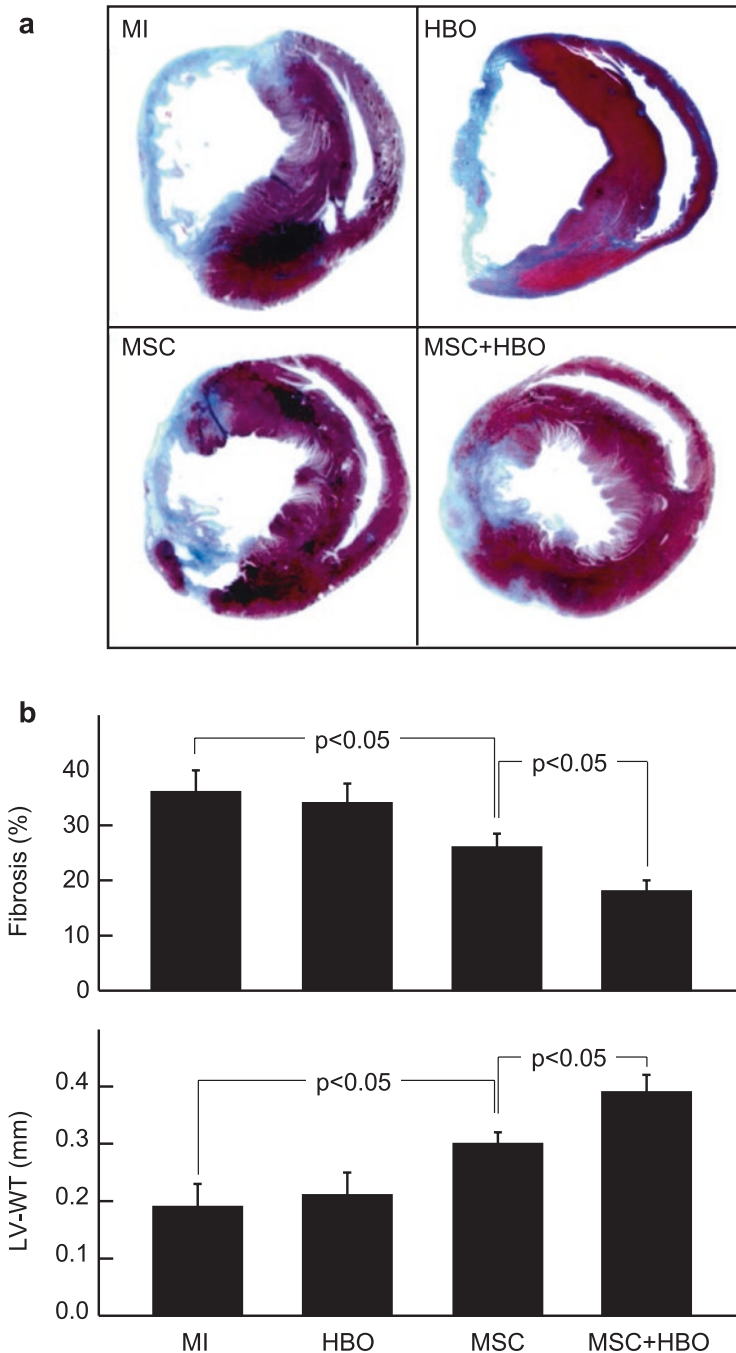 a
MI
HBO
MSC
MSC+HBO
b
Fibrosis (%)
40
30
20
10
0
p<0.05
p<0.05
LV-WT (mm)
0.4
0.3
0.2
0.1
0.0
p<0.05
p<0.05
MI
HBO
MSC
MSC+HBO